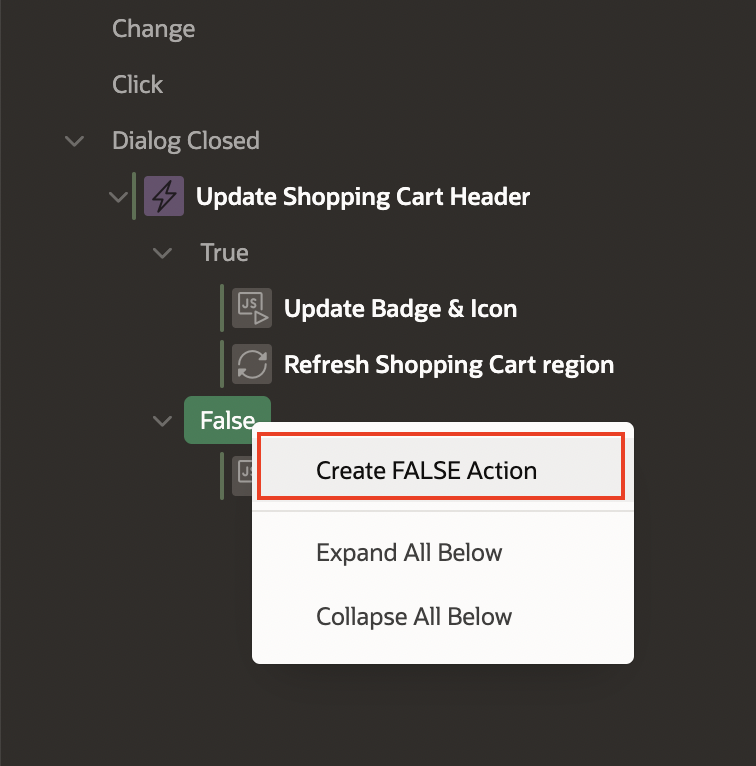 Change
Click
Dialog Closed
Update Shopping Cart Header
True
JS
Update Badge & Icon
Refresh Shopping Cart region
False
Create FALSE Action
JS
Expand All Below
Collapse All Below